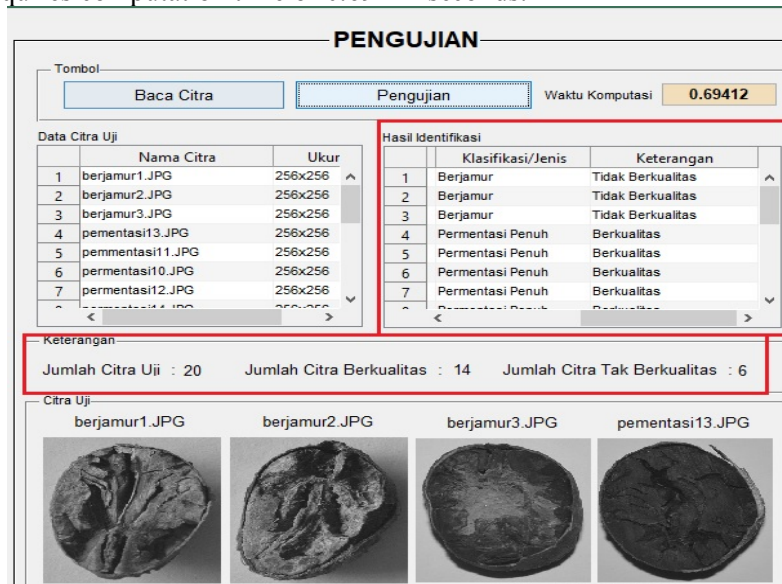 PENGUJIAN
Tombol
Baca Citra
Pengujian
Waktu Komputasi
0.69412
Data Citra Uji
Nama Citra Ukur
1 berjamur1.JPG 256x256
2 berjamur2.JPG 256x256
3 berjamur3.JPG 256x256
4 pementasi13.JPG 256x256
5 pemmentasi11.JPG 256x256
6 permentasi10.JPG 256x256
7 permentasi12.JPG 256x256
Hasil Identifikasi
Klasifikasi/Jenis Keterangan
1 Berjamur Tidak Berkualitas
2 Berjamur Tidak Berkualitas
3 Berjamur Tidak Berkualitas
4 Permentasi Penuh Berkualitas
5 Permentasi Penuh Berkualitas
6 Permentasi Penuh Berkualitas
7 Permentasi Penuh Berkualitas
Keterangan
Jumlah Citra Uji : 20 Jumlah Citra Berkualitas : 14 Jumlah Citra Tak Berkualitas : 6
Citra Uji
berjamur1.JPG berjamur2.JPG berjamur3.JPG pementasi13.JPG